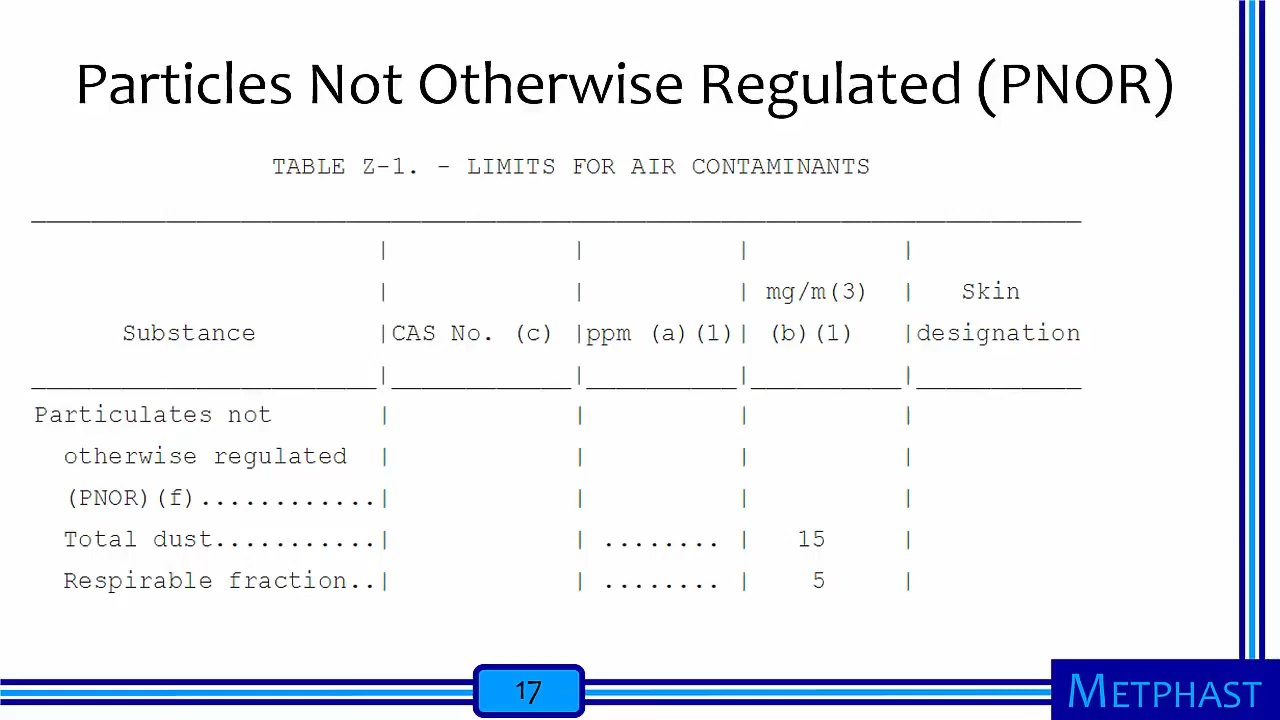 Particles Not Otherwise Regulated (PNOR)
TABLE Z-1. - LIMITS FOR AIR CONTAMINANTS
mg/m(3) | Skin
Substance |CAS No. (c) |ppm (a)(1)| (b)(1) |designation
Particulates not
otherwise regulated
(PNOR)(f)............|
Total dust...........| | ........ | 15 |
Respirable fraction..| | ........ | 5 |
17
METPHAST